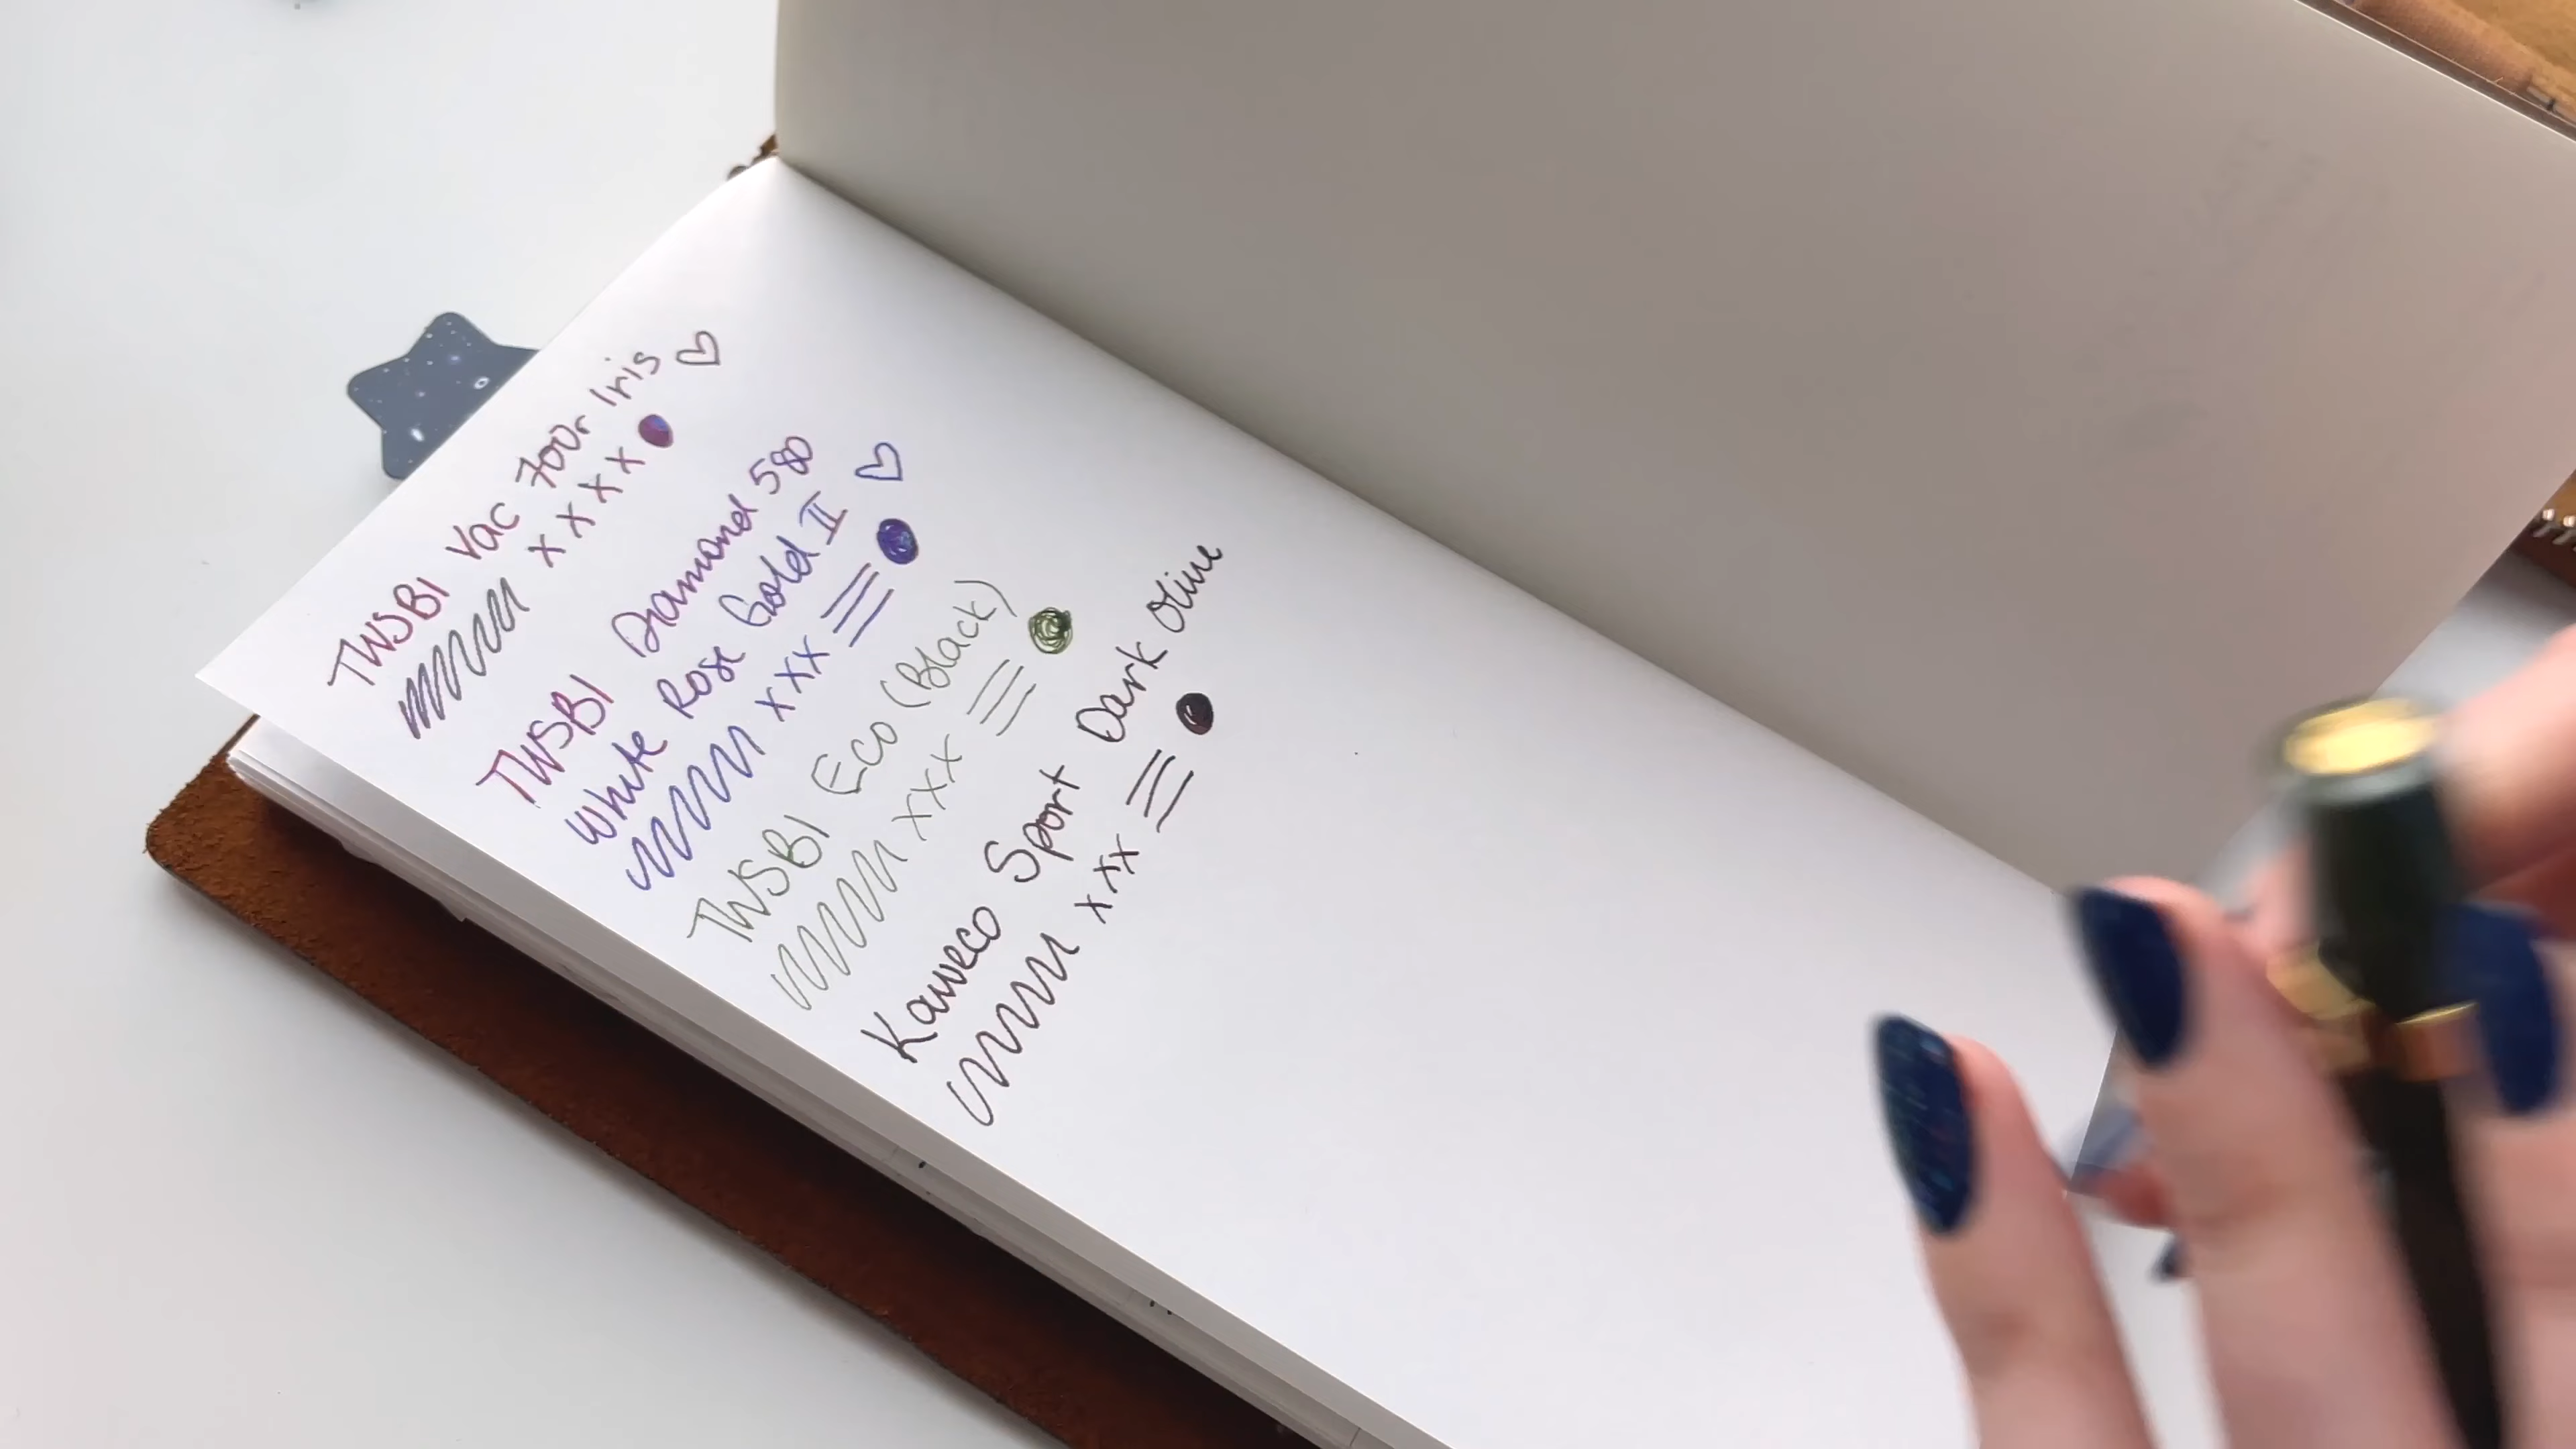 TWSBI Vac 700r Iris ♡
xxxx
TWSBI Diamond 580
White Rose Gold II ♡
xxx
TWSBI Eco (Black)
xxx
Kaweco Sport Dark Olive
xxx